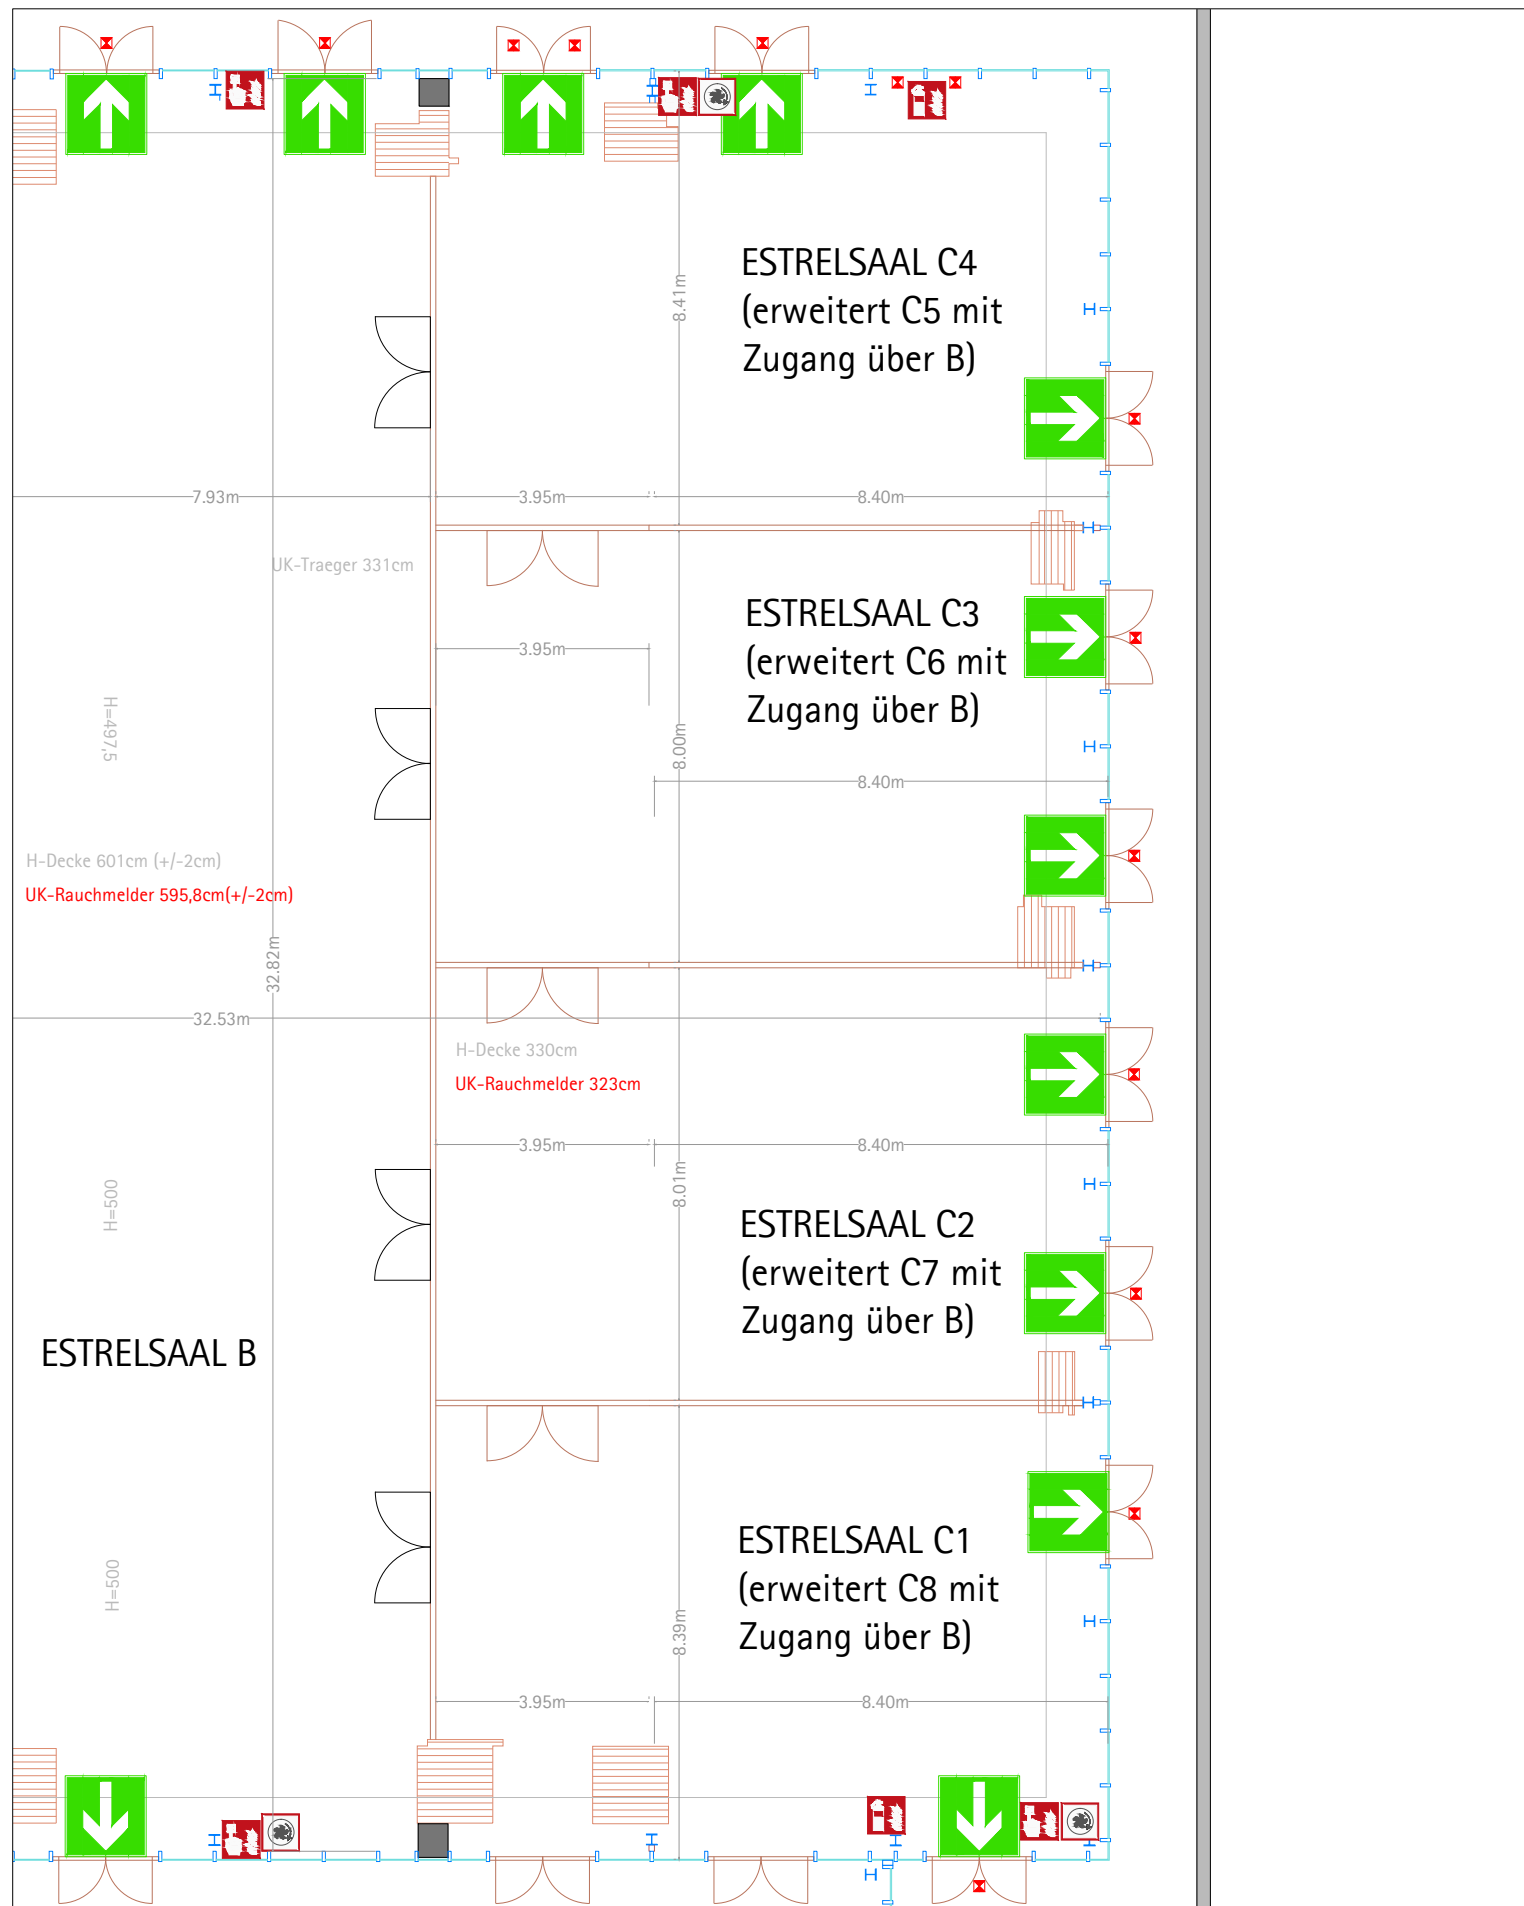 ESTRELSAAL C4
(erweitert C5 mit
Zugang über B)
8.41m
7.93m
3.95m
8.40m
UK-Traeger 331cm
ESTRELSAAL C3
(erweitert C6 mit
Zugang über B)
3.95m
H=497,5
8.00m
8.40m
H-Decke 601cm (+/-2cm)
UK-Rauchmelder 595,8cm(+/-2cm)
32.82m
32.53m
H-Decke 330cm
UK-Rauchmelder 323cm
3.95m
8.40m
8.01m
H=500
ESTRELSAAL C2
(erweitert C7 mit
Zugang über B)
ESTRELSAAL B
ESTRELSAAL C1
(erweitert C8 mit
Zugang über B)
H=500
8.39m
3.95m
8.40m